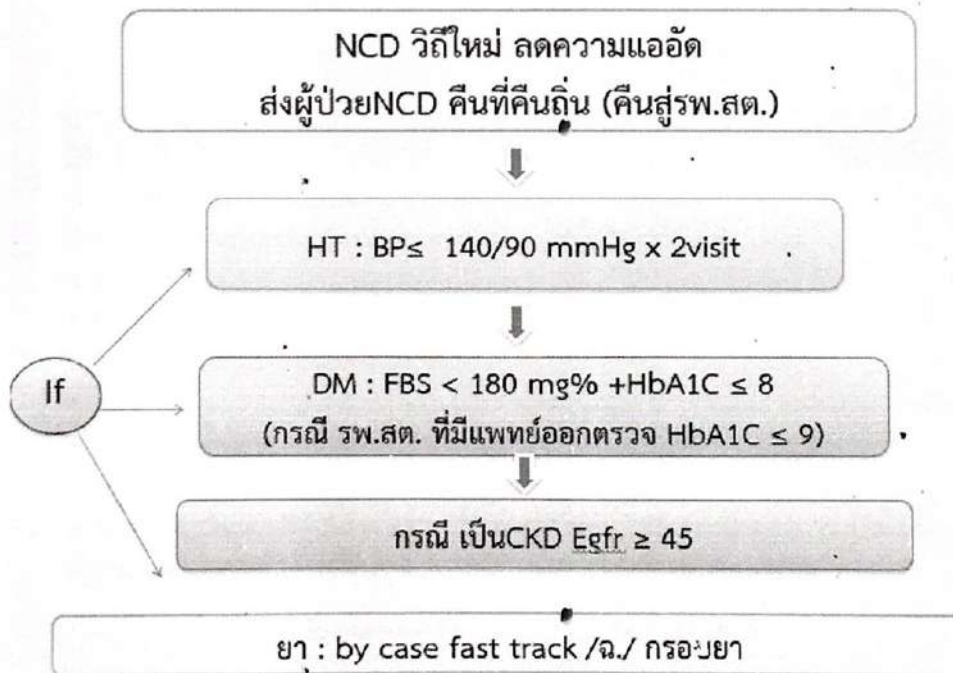 NCD วิถีใหม่ ลดความแออัด
ส่งผู้ป่วยNCD คืนที่คืนถิ่น (คืนสู่รพ.สต.)
HT : BP≤ 140/90 mmHg x 2visit
If
DM : FBS < 180 mg% +HbA1C ≤ 8
(กรณี รพ.สต. ที่มีแพทย์ออกตรวจ HbA1C ≤ 9)
กรณี เป็นCKD Egfr ≥ 45
ยา : by case fast track /ฉ./ กรอบยา